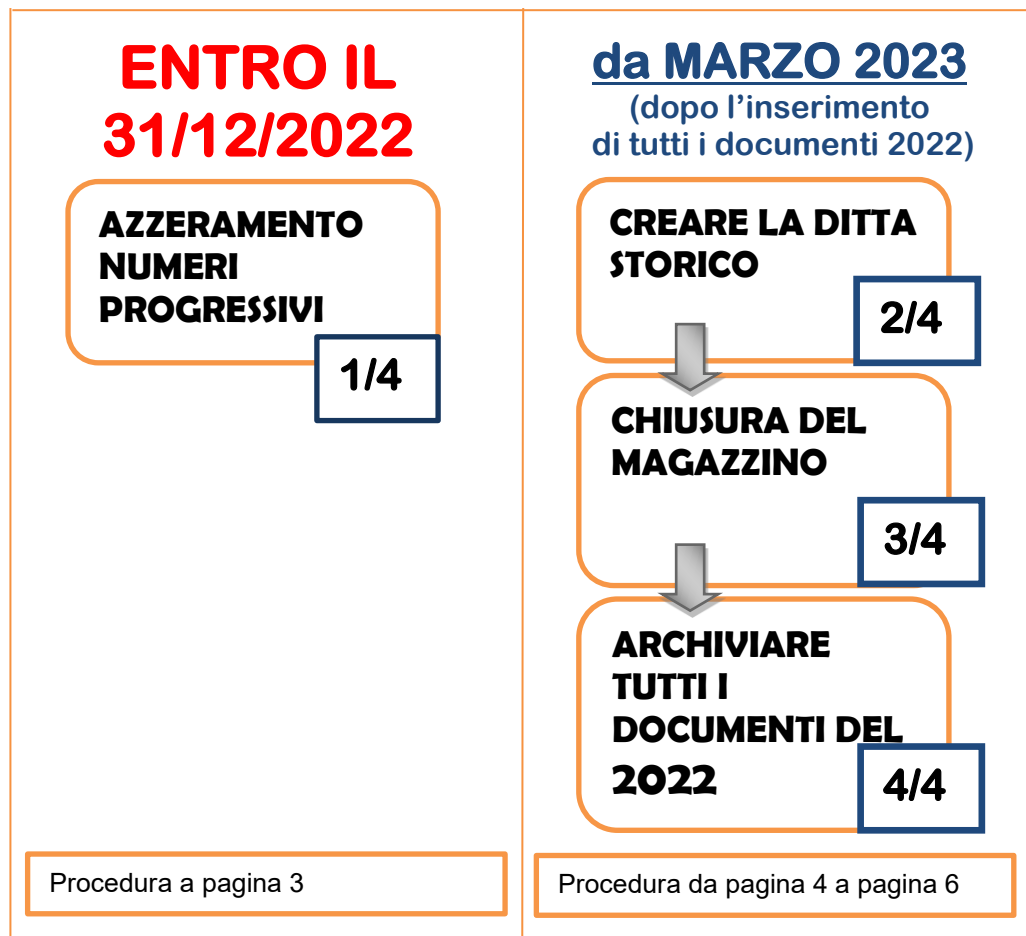 ENTRO IL
31/12/2022
AZZERAMENTO
NUMERI
PROGRESSIVI
1/4
Procedura a pagina 3
da MARZO 2023
(dopo l’inserimento
di tutti i documenti 2022)
CREARE LA DITTA
STORICO
2/4
CHIUSURA DEL
MAGAZZINO
3/4
ARCHIVIARE
TUTTI I
DOCUMENTI DEL
2022
4/4
Procedura da pagina 4 a pagina 6